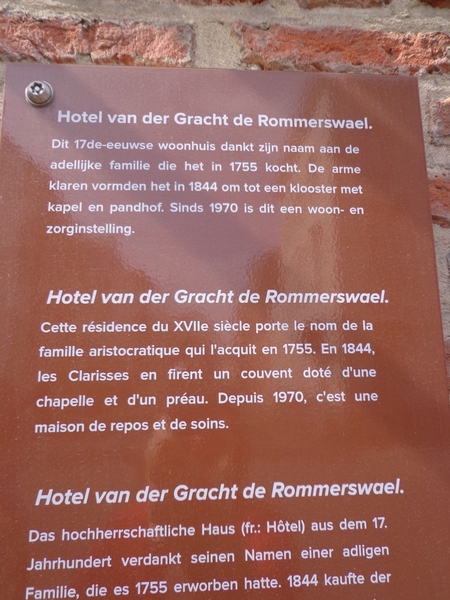 Hotel van der Gracht de Rommerswael.
Dit 17de-eeuwse woonhuis dankt zijn naam aan de
adellijke familie die het in 1755 kocht. De arme
klaren vormden het in 1844 om tot een klooster met
kapel en pandhof. Sinds 1970 is dit een woon- en
zorginstelling.
Hotel van der Gracht de Rommerswael.
Cette résidence du XVIIe siècle porte le nom de la
famille aristocratique qui l'acquit en 1755. En 1844,
les Clarisses en firent un couvent doté d'une
chapelle et d'un préau. Depuis 1970, c'est une
maison de repos et de soins.
Hotel van der Gracht de Rommerswael.
Das hochherrschaftliche Haus (fr.: Hôtel) aus dem 17.
Jahrhundert verdankt seinen Namen einer adligen
Familie, die es 1755 erworben hatte. 1844 kaufte der